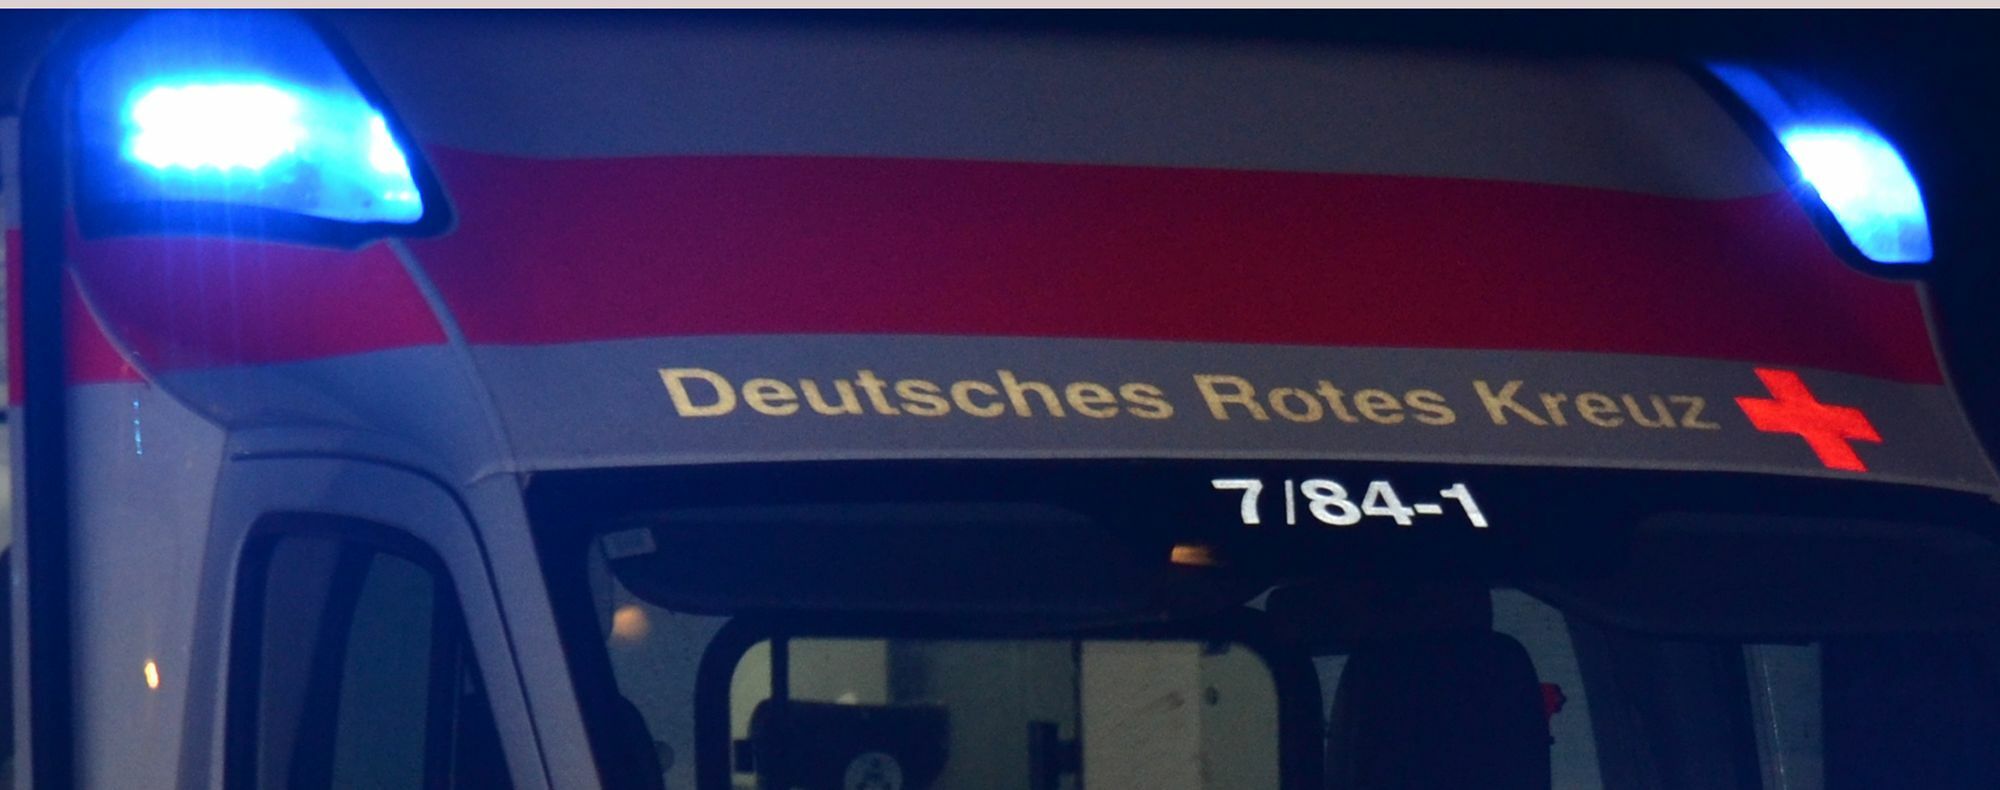 Deutsches Rotes Kreuz
7/84-1